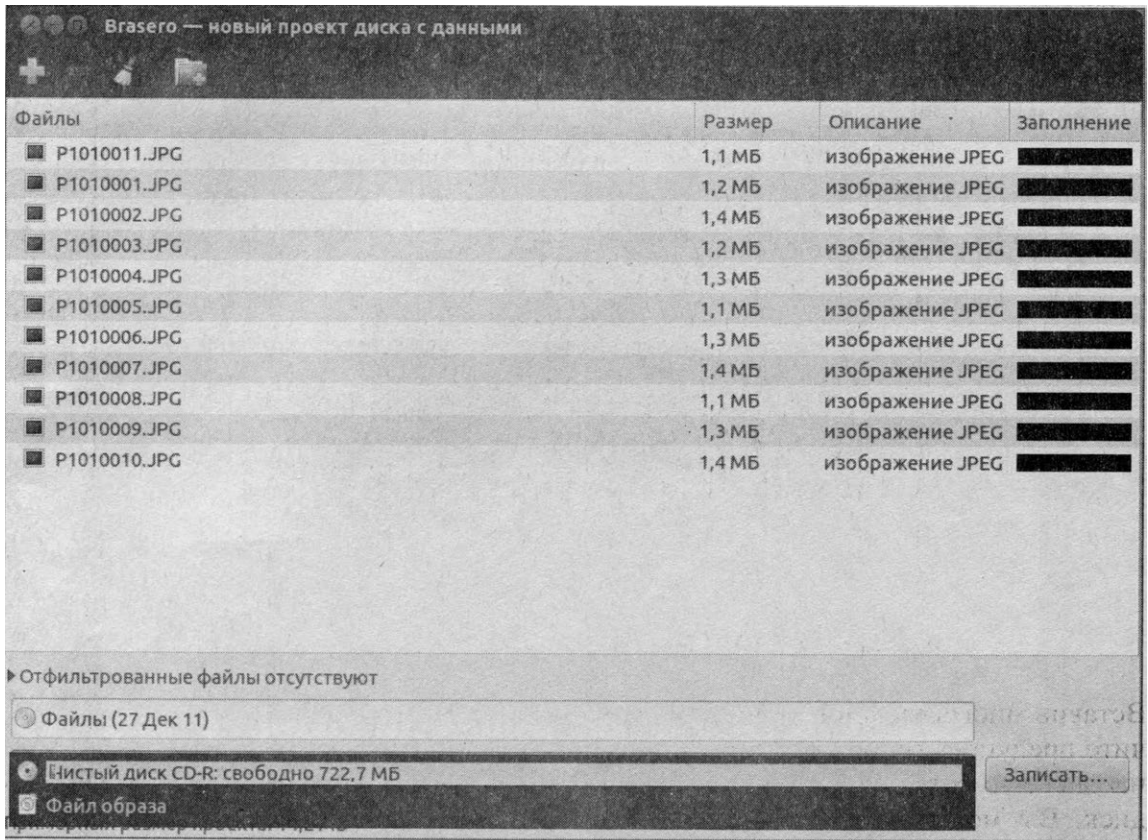 Brasero — новый проект диска с данными
Файлы Размер Описание Заполнение
P1010011.JPG 1,1 МБ изображение JPEG
P1010001.JPG 1,2 МБ изображение JPEG
P1010002.JPG 1,4 МБ изображение JPEG
P1010003.JPG 1,2 МБ изображение JPEG
P1010004.JPG 1,3 МБ изображение JPEG
P1010005.JPG 1,1 МБ изображение JPEG
P1010006.JPG 1,3 МБ изображение JPEG
P1010007.JPG 1,4 МБ изображение JPEG
P1010008.JPG 1,1 МБ изображение JPEG
P1010009.JPG 1,3 МБ изображение JPEG
P1010010.JPG 1,4 МБ изображение JPEG
Отфильтрованные файлы отсутствуют
Файлы (27 Дек 11)
Чистый диск CD-R: свободно 722,7 МБ
Записать...
Файл образа